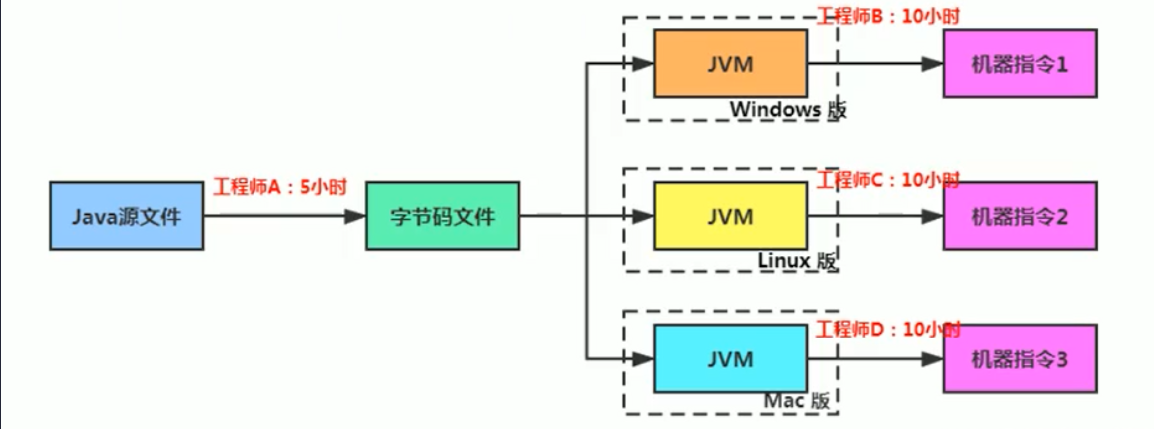 工程师B：10小时
JVM
机器指令1
Windows 版
工程师A：5小时
Java源文件
字节码文件
工程师C：10小时
JVM
机器指令2
Linux 版
工程师D：10小时
JVM
机器指令3
Mac 版